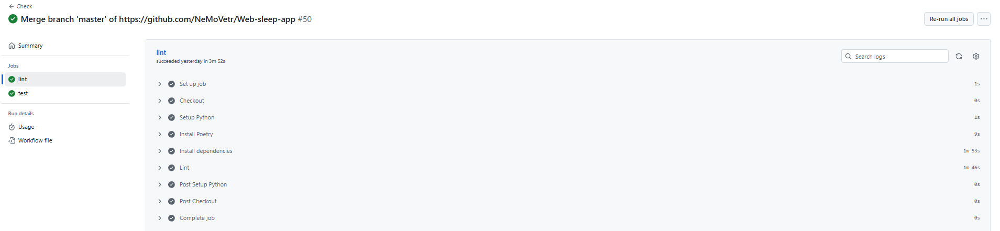 Check
Merge branch 'master' of https://github.com/NeMoVetr/Web-sleep-app #50
Re-run all jobs
Summary
Jobs
lint
test
Run details
Usage
Workflow file
lint
succeeded yesterday in 3m 52s
Search logs
Set up job 1s
Checkout 0s
Setup Python 1s
Install Poetry 9s
Install dependencies 1m 53s
Lint 1m 46s
Post Setup Python 0s
Post Checkout 0s
Complete job 0s